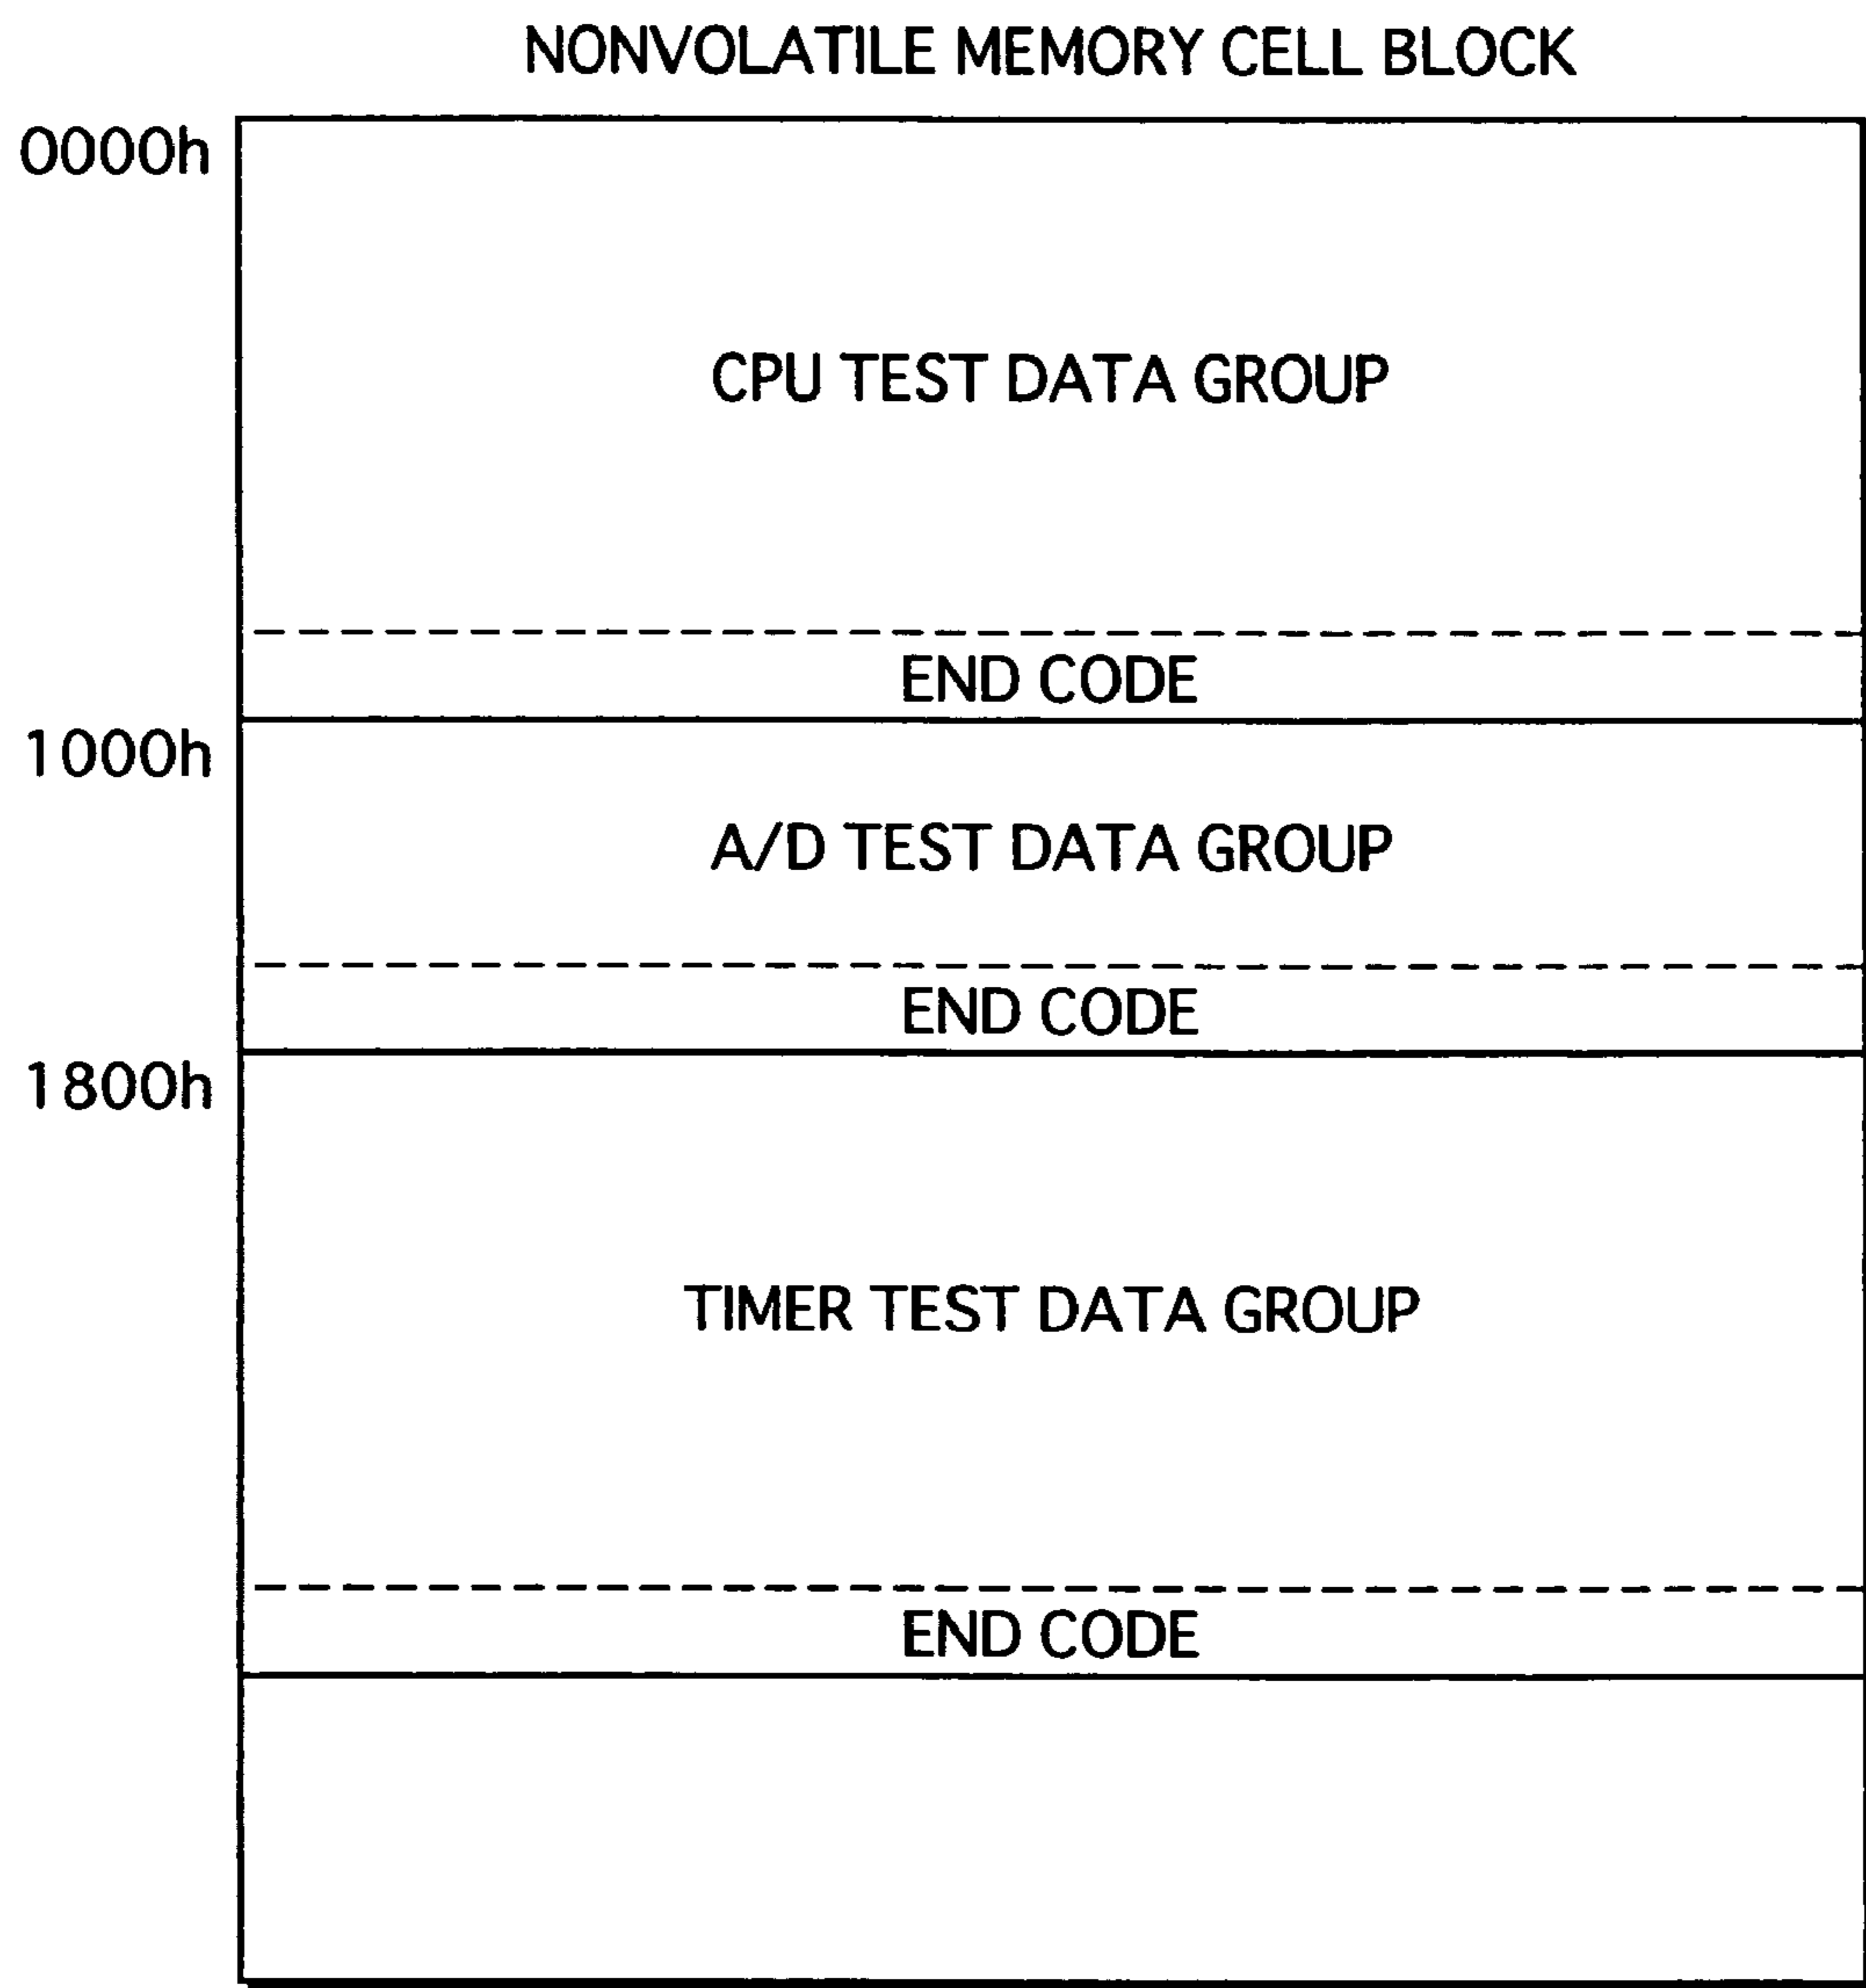 NONVOLATILE MEMORY CELL BLOCK
0000h
CPU TEST DATA GROUP
END CODE
1000h
A/D TEST DATA GROUP
END CODE
1800h
TIMER TEST DATA GROUP
END CODE